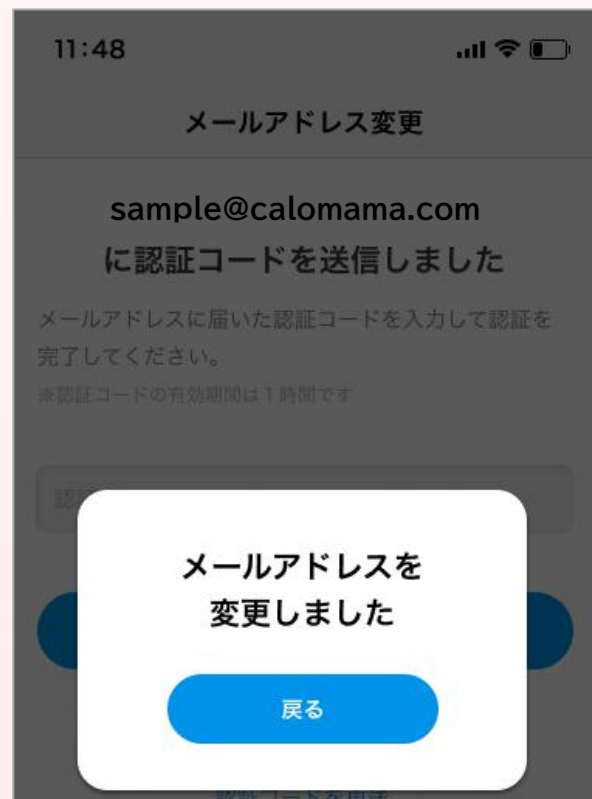 11:48
メールアドレス変更
sample@calomama.com
に認証コードを送信しました
メールアドレスに届いた認証コードを入力して認証を
完了してください。
※認証コードの有効期間は1時間です
メールアドレスを
変更しました
戻る